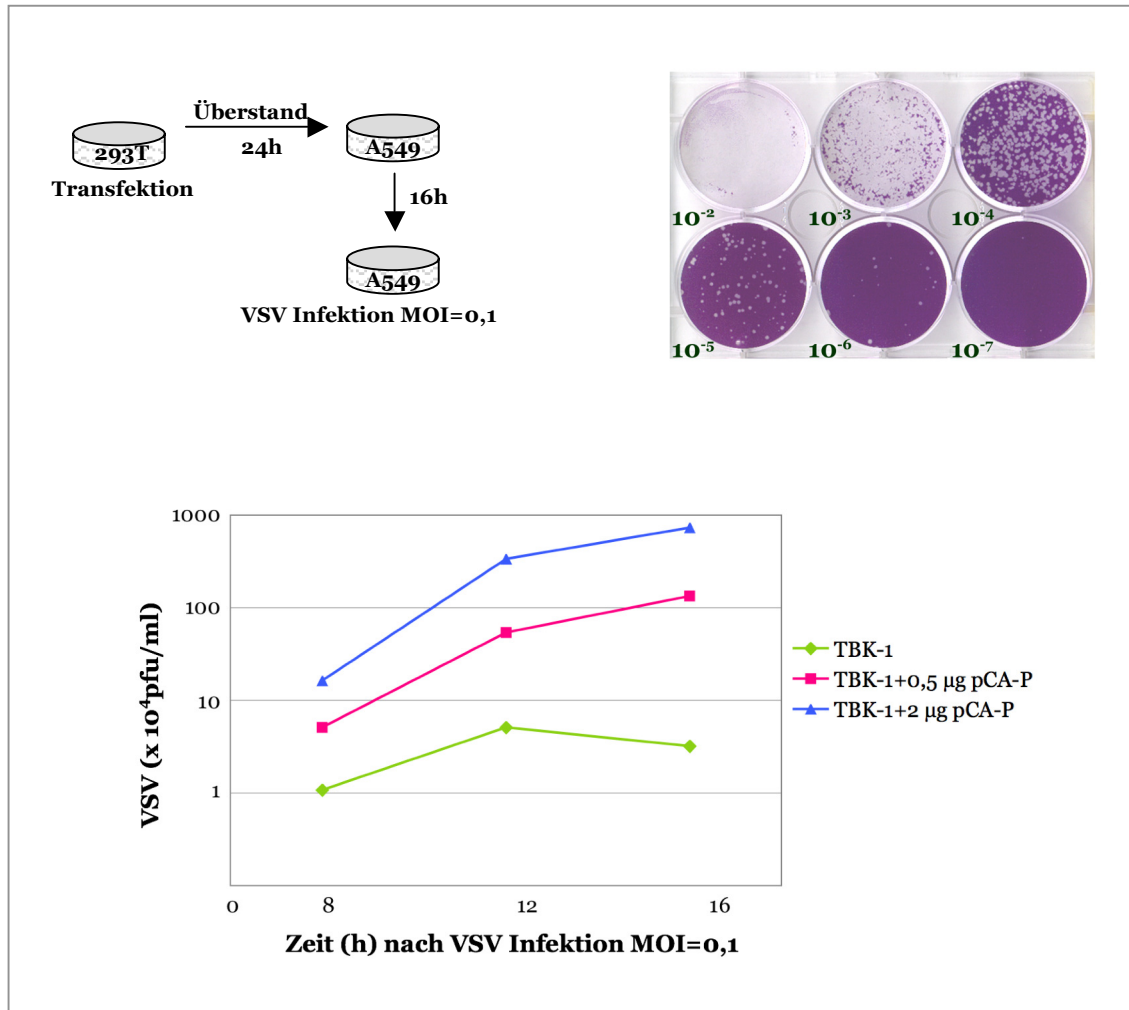 Überstand
293T
24h
A549
Transfektion
16h
A549
VSV Infektion MOI=0,1
10⁻² 10⁻³ 10⁻⁴
10⁻⁵ 10⁻⁶ 10⁻⁷
VSV (x 10⁴pfu/ml)
1000
100
10
1
0 8 12 16
Zeit (h) nach VSV Infektion MOI=0,1
TBK-1
TBK-1+0,5 µg pCA-P
TBK-1+2 µg pCA-P